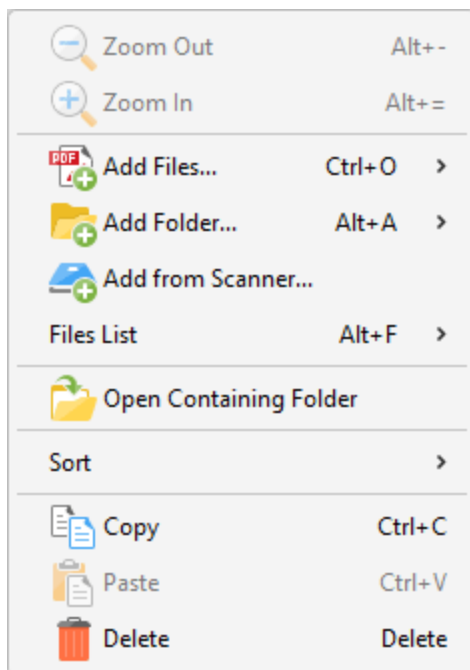 Zoom Out Alt+-
Zoom In Alt+=
PDF
Add Files... Ctrl+O
Add Folder... Alt+A
Add from Scanner...
Files List Alt+F
Open Containing Folder
Sort
Copy Ctrl+C
Paste Ctrl+V
Delete Delete